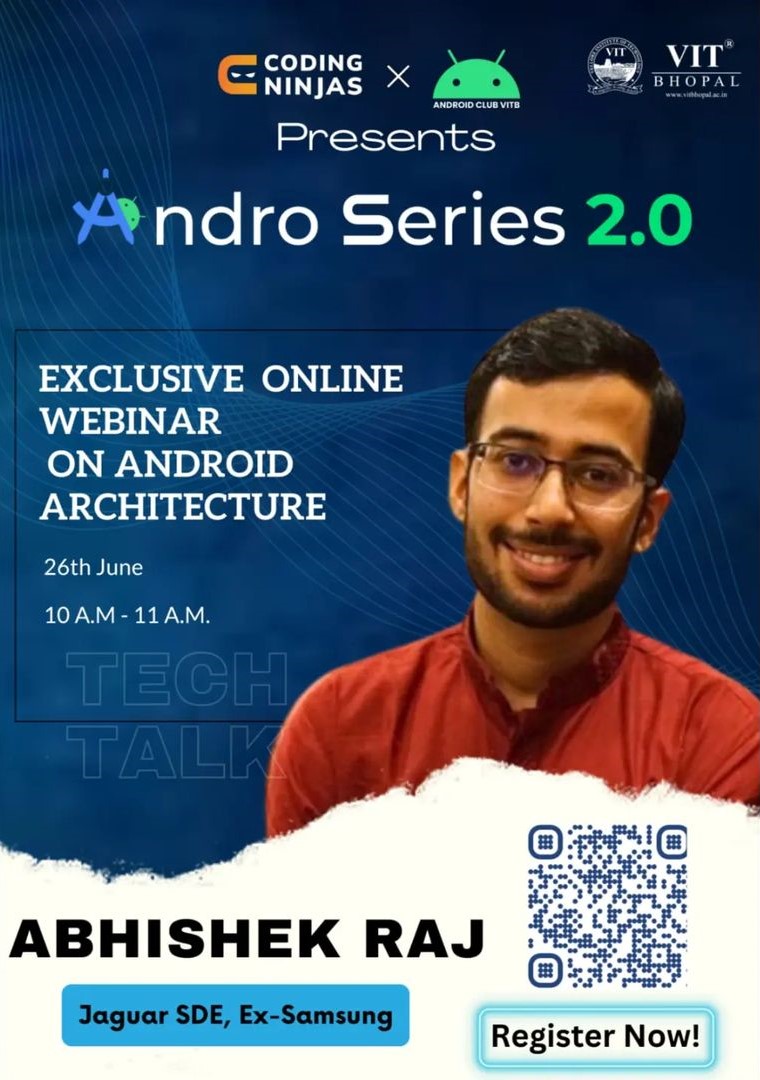 CODING NINJAS × ANDROID CLUB VITB
VIT® BHOPAL
www.vitbhopal.ac.in
VIT
Presents
Andro Series 2.0
EXCLUSIVE ONLINE
WEBINAR
ON ANDROID
ARCHITECTURE
26th June
10 A.M - 11 A.M.
TECH
TALK
ABHISHEK RAJ
Jaguar SDE, Ex-Samsung
Register Now!